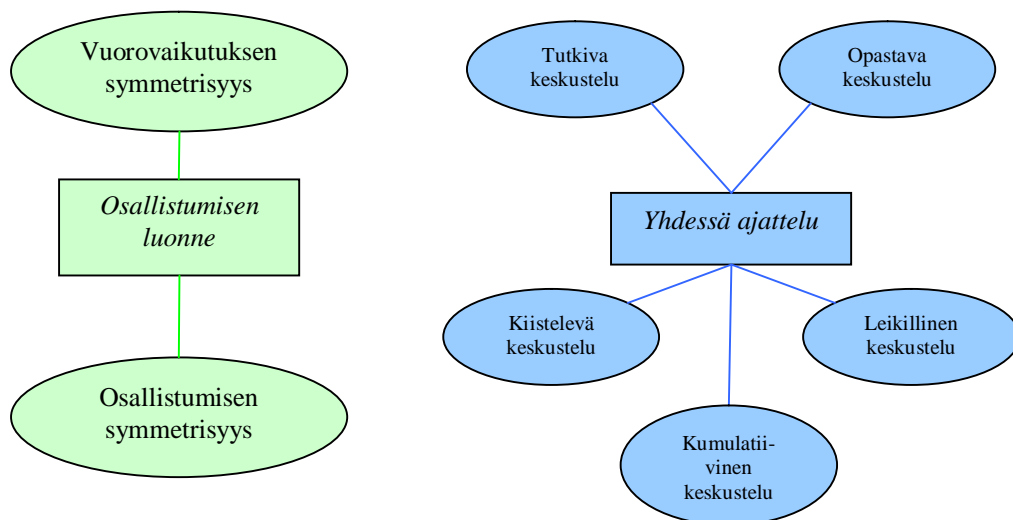 Vuorovaikutuksen
symmetrisyys
Osallistumisen
luonne
Osallistumisen
symmetrisyys
Tutkiva
keskustelu
Opastava
keskustelu
Yhdessä ajattelu
Kiistelevä
keskustelu
Leikillinen
keskustelu
Kumulatii-
vinen
keskustelu